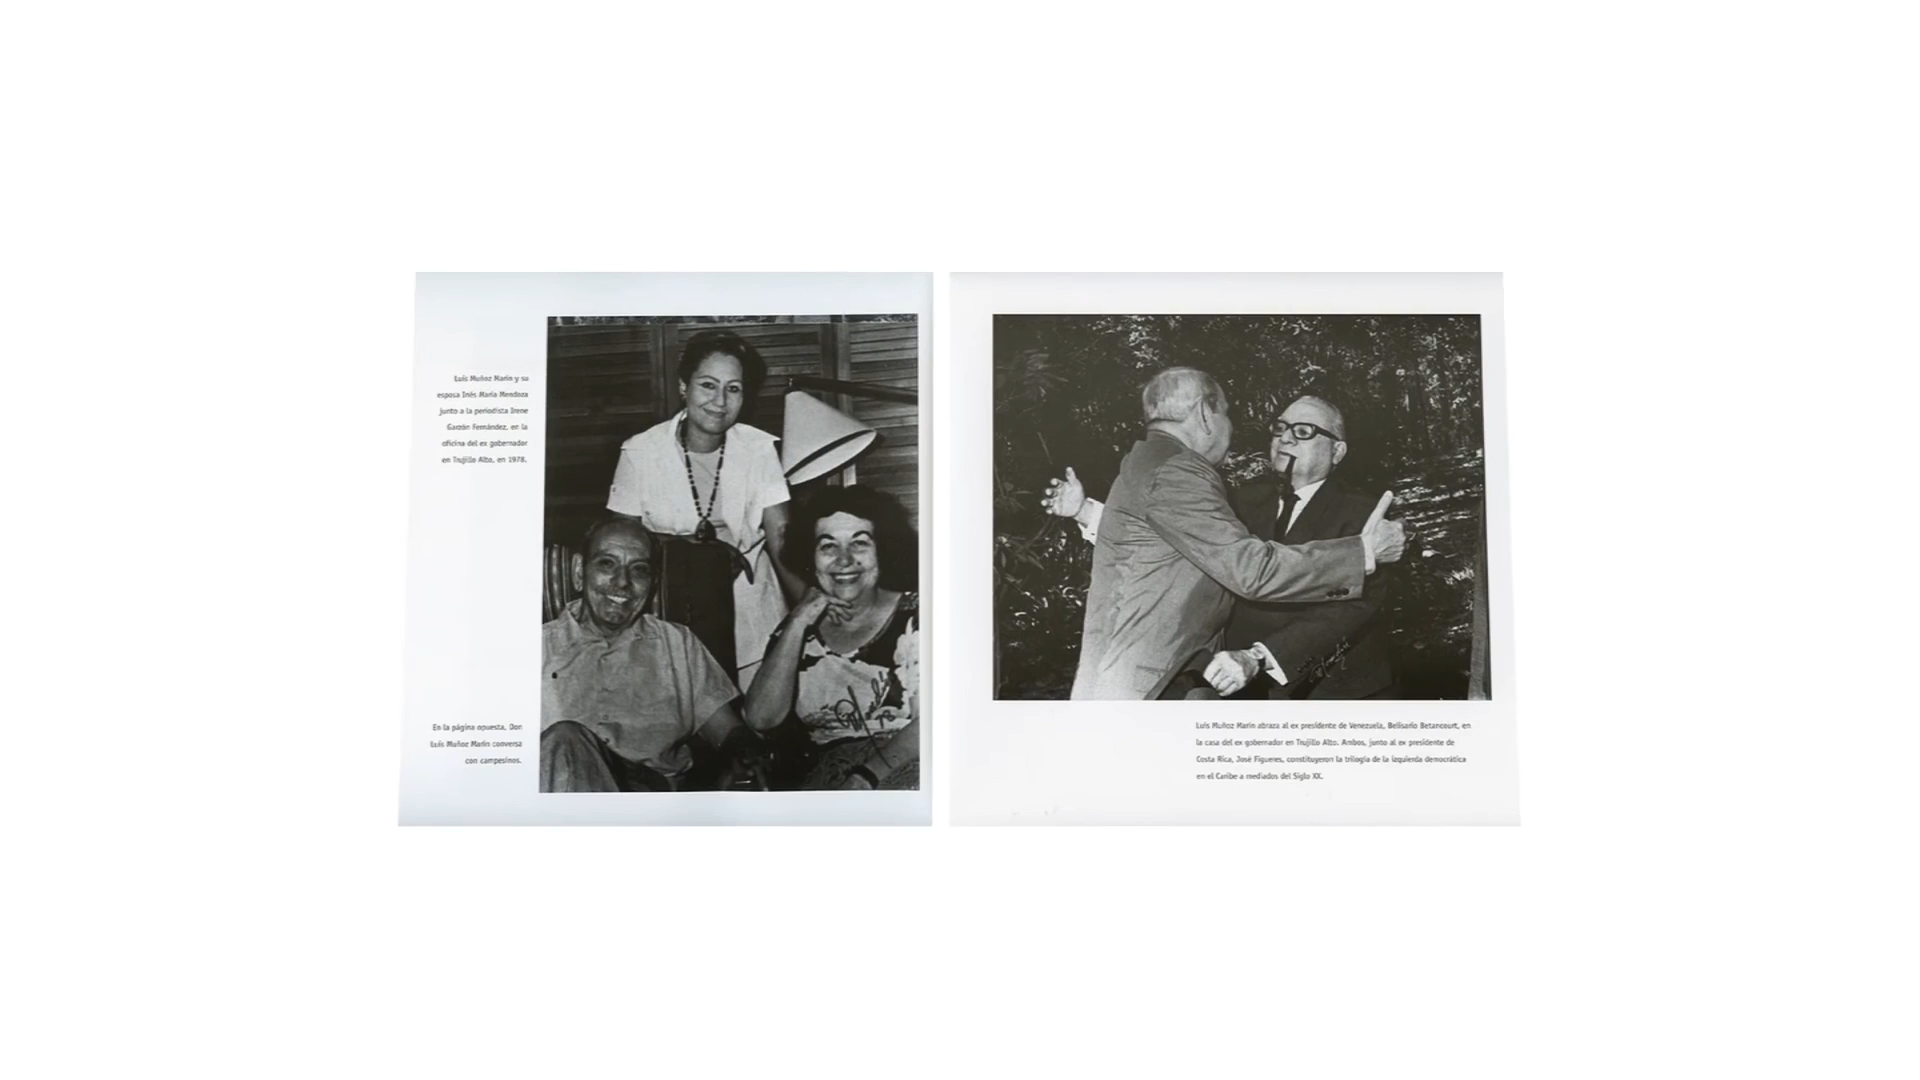 Luis Muñoz Marín y su
esposa Inés María Mendoza
junto a la periodista Irene
Garzón Fernández, en la
oficina del ex gobernador
en Trujillo Alto, en 1978.
En la página opuesta, Don
Luis Muñoz Marín conversa
con campesinos.
78
Luis Muñoz Marín abraza al ex presidente de Venezuela, Belisario Betancourt, en
la casa del ex gobernador en Trujillo Alto. Ambos, junto al ex presidente de
Costa Rica, José Figueres, constituyeron la trilogía de la izquierda democrática
en el Caribe a mediados del Siglo XX.